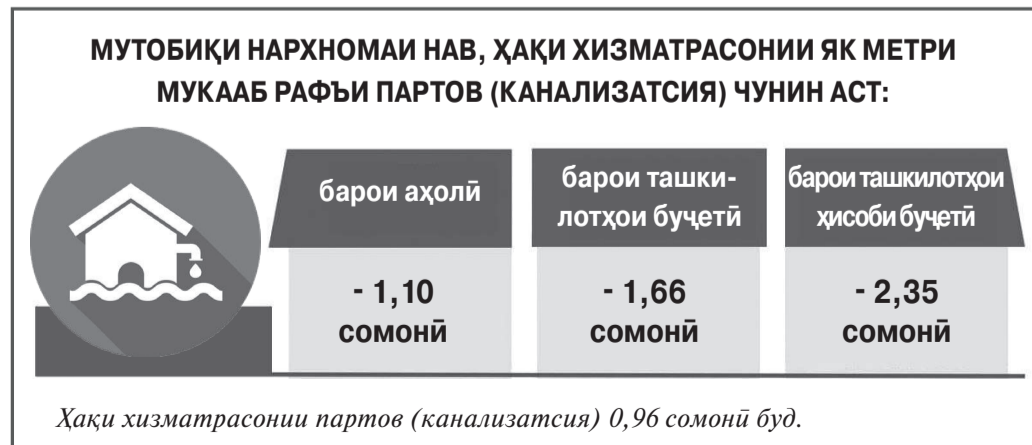 МУТОБИҚИ НАРХНОМАИ НАВ, ҲАҚИ ХИЗМАТРАСОНИИ ЯК МЕТРИ
МУКААБ РАФЪИ ПАРТОВ (КАНАЛИЗАТСИЯ) ЧУНИН АСТ:
барои аҳолӣ
- 1,10
сомонӣ
барои ташки-
лотҳои буҷетӣ
- 1,66
сомонӣ
барои ташкилотҳои
ҳисоби буҷетӣ
- 2,35
сомонӣ
Ҳақи хизматрасонии партов (канализатсия) 0,96 сомонӣ буд.